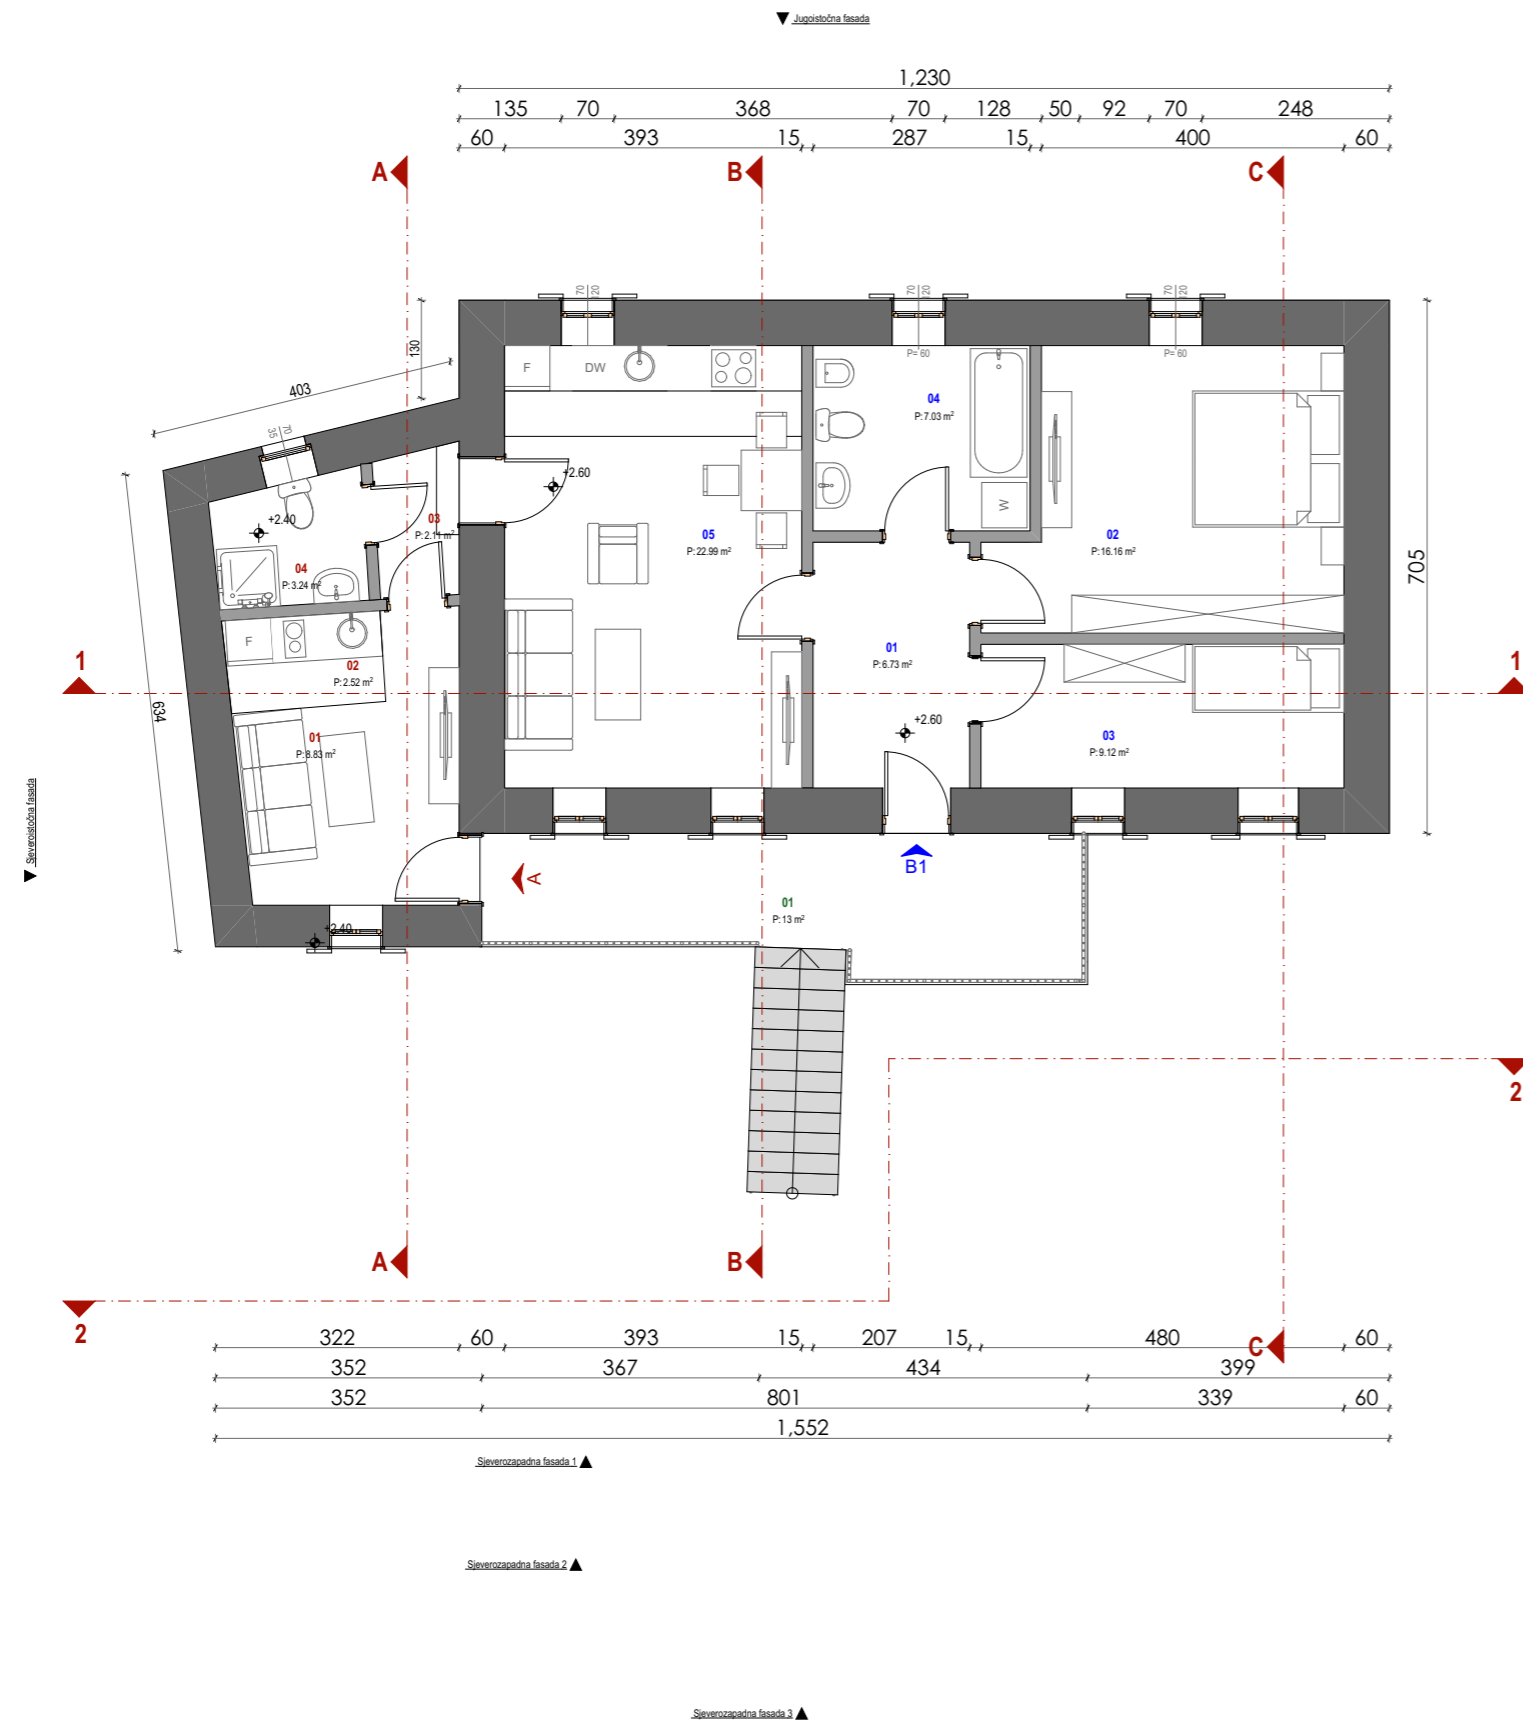 Jugoistočna fasada
1,230
135 70 368 70 128 50 92 70 248
60 393 15 287 15 400 60
A B C
70
120
70
120
70
120
130
403
P= 60
P= 60
70
35
F DW
04
P: 7.03 m²
+2.60
W
+2.40
03
P: 2.11 m²
05
P: 22.99 m²
02
P: 16.16 m²
705
04
P: 3.24 m²
F
02
P: 2.52 m²
01
P: 6.73 m²
1 1
634
+2.60
01
P: 8.83 m²
03
P: 9.12 m²
Sjeveroistočna fasada
A
B1
01
P: 13 m²
+2.40
2
A B
2
322 60 393 15 207 15 480 60
C
352 367 434 399
352 801 339 60
1,552
Sjeverozapadna fasada 1
Sjeverozapadna fasada 2
Sjeverozapadna fasada 3